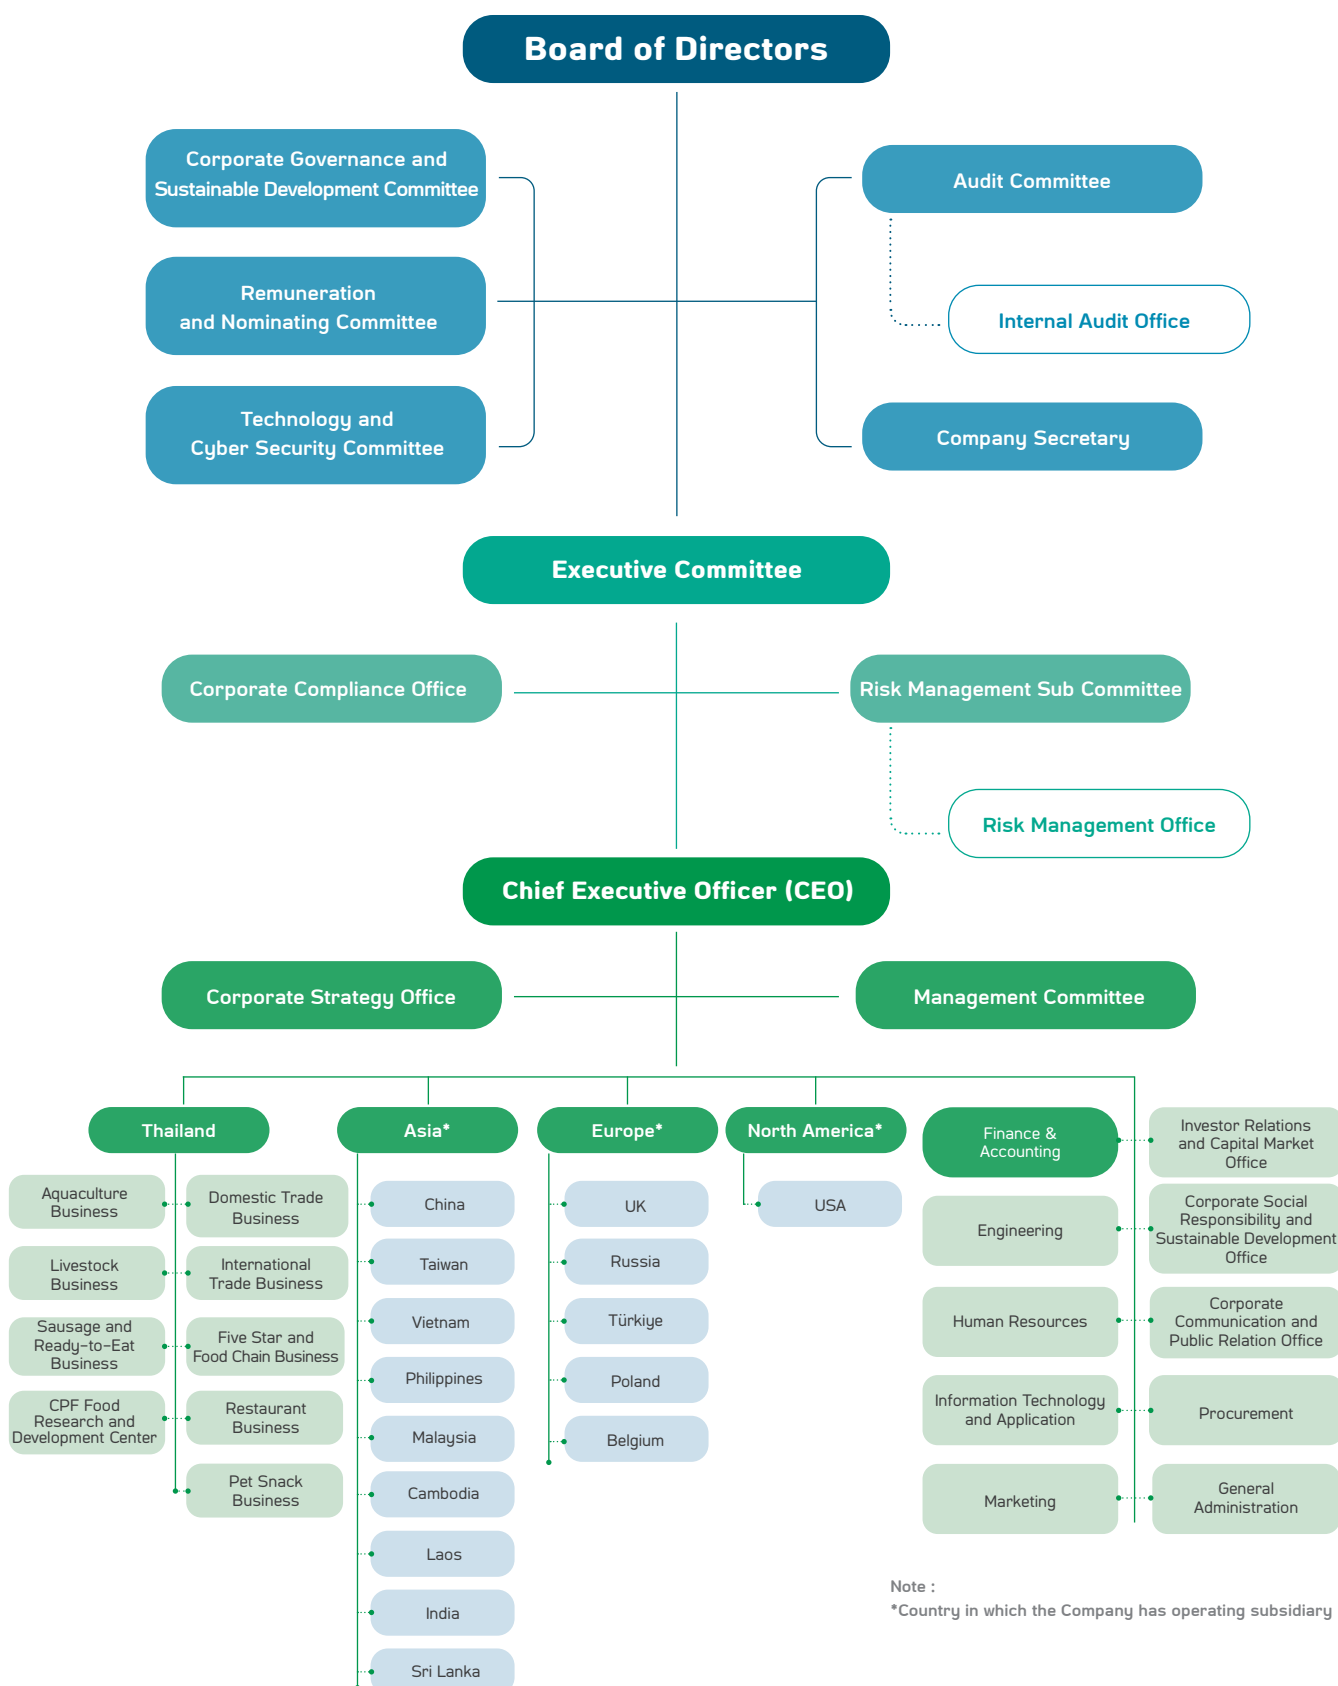 Board of Directors
Corporate Governance and
Sustainable Development Committee
Audit Committee
Remuneration
and Nominating Committee
Internal Audit Office
Technology and
Cyber Security Committee
Company Secretary
Executive Committee
Corporate Compliance Office
Risk Management Sub Committee
Risk Management Office
Chief Executive Officer (CEO)
Corporate Strategy Office
Management Committee
Thailand
Aquaculture
Business
Domestic Trade
Business
Livestock
Business
International
Trade Business
Sausage and
Ready-to-Eat
Business
Five Star and
Food Chain Business
CPF Food
Research and
Development Center
Restaurant
Business
Pet Snack
Business
Asia*
China
Taiwan
Vietnam
Philippines
Malaysia
Cambodia
Laos
India
Sri Lanka
Europe*
UK
Russia
Türkiye
Poland
Belgium
North America*
USA
Finance &
Accounting
Investor Relations
and Capital Market
Office
Engineering
Corporate Social
Responsibility and
Sustainable Development
Office
Human Resources
Corporate
Communication and
Public Relation Office
Information Technology
and Application
Procurement
Marketing
General
Administration
Note :
*Country in which the Company has operating subsidiary